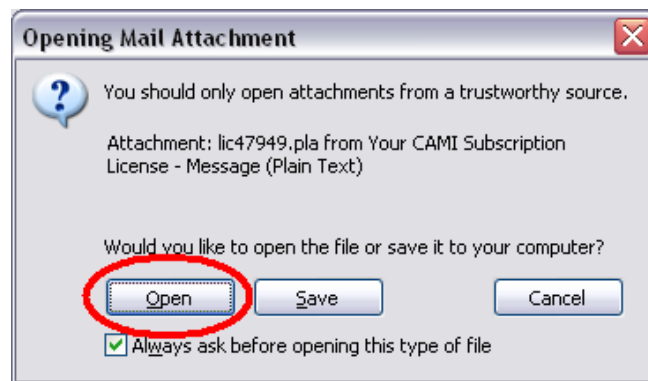 Opening Mail Attachment
You should only open attachments from a trustworthy source.
Attachment: lic47949.pla from Your CAMI Subscription
License - Message (Plain Text)
Would you like to open the file or save it to your computer?
Open Save Cancel
Always ask before opening this type of file